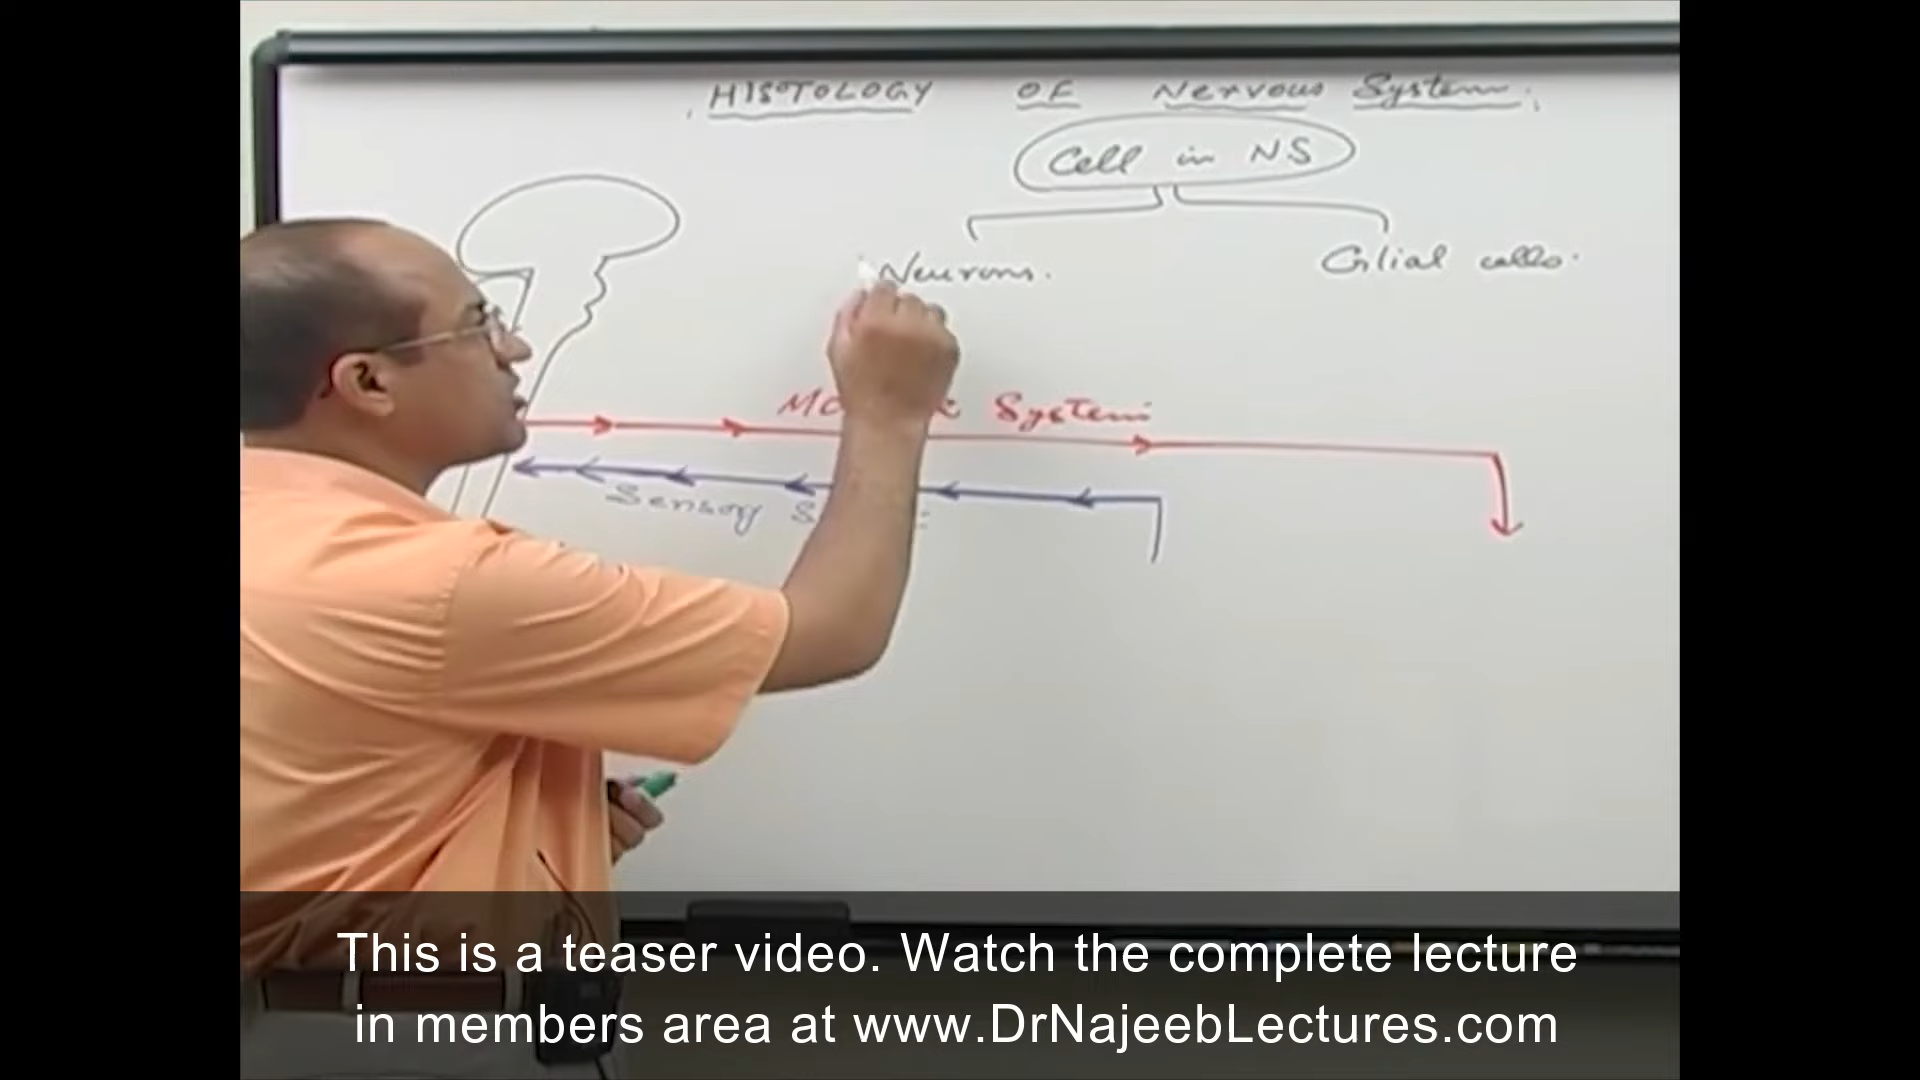 HISTOLOGY OF Nervous System
Cell in NS
Neurons.
Glial cells.
System
Sensory
This is a teaser video. Watch the complete lecture
in members area at www.DrNajeebLectures.com